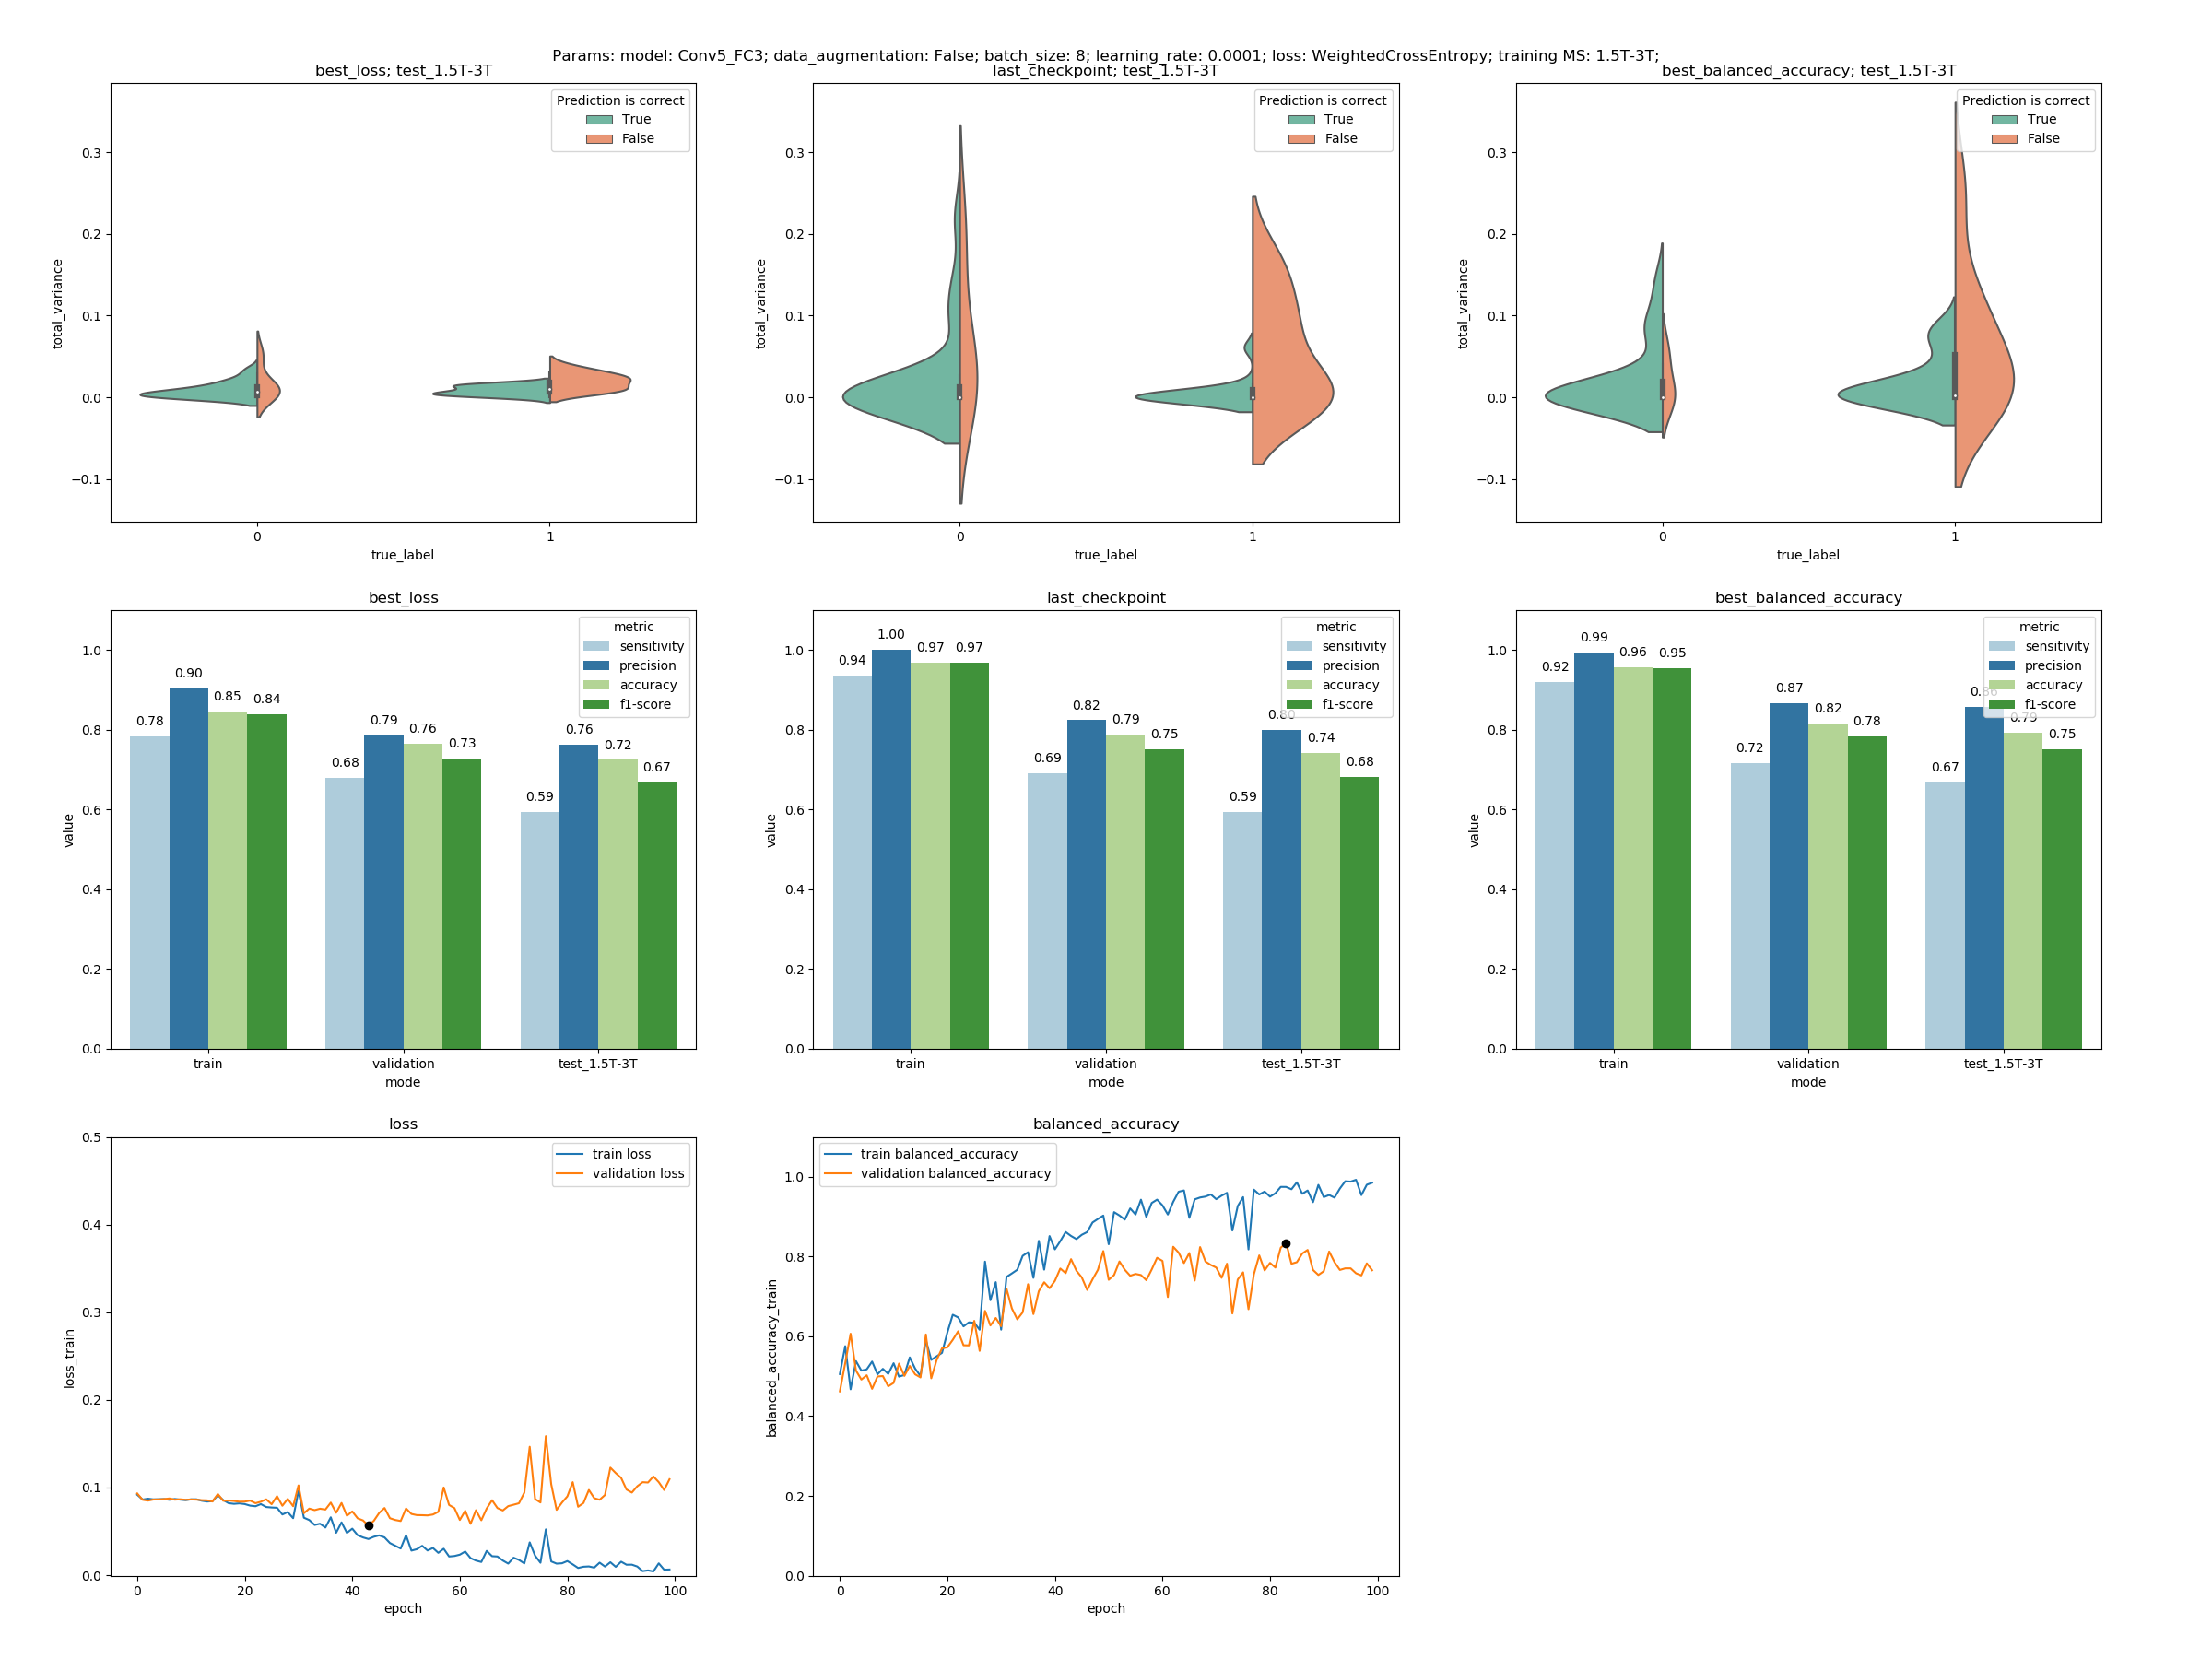 Params: model: Conv5_FC3; data_augmentation: False; batch_size: 8; learning_rate: 0.0001; loss: WeightedCrossEntropy; training MS: 1.5T-3T;
best_loss; test_1.5T-3T
total_variance
0.3
0.2
0.1
0.0
−0.1
Prediction is correct
True
False
0
1
true_label
last_checkpoint; test_1.5T-3T
total_variance
0.3
0.2
0.1
0.0
−0.1
Prediction is correct
True
False
0
1
true_label
best_balanced_accuracy; test_1.5T-3T
total_variance
0.3
0.2
0.1
0.0
−0.1
Prediction is correct
True
False
0
1
true_label
best_loss
value
1.0
0.8
0.6
0.4
0.2
0.0
metric
sensitivity
precision
accuracy
f1-score
0.78
0.90
0.85
0.84
0.68
0.79
0.76
0.73
0.59
0.76
0.72
0.67
train
validation
test_1.5T-3T
mode
last_checkpoint
value
1.0
0.8
0.6
0.4
0.2
0.0
metric
sensitivity
precision
accuracy
f1-score
0.94
1.00
0.97
0.97
0.69
0.82
0.79
0.75
0.59
0.80
0.74
0.68
train
validation
test_1.5T-3T
mode
best_balanced_accuracy
value
1.0
0.8
0.6
0.4
0.2
0.0
metric
sensitivity
precision
accuracy
f1-score
0.92
0.99
0.96
0.95
0.72
0.87
0.82
0.78
0.67
0.86
0.79
0.75
train
validation
test_1.5T-3T
mode
loss
loss_train
0.5
0.4
0.3
0.2
0.1
0.0
train loss
validation loss
0
20
40
60
80
100
epoch
balanced_accuracy
balanced_accuracy_train
1.0
0.8
0.6
0.4
0.2
0.0
train balanced_accuracy
validation balanced_accuracy
0
20
40
60
80
100
epoch